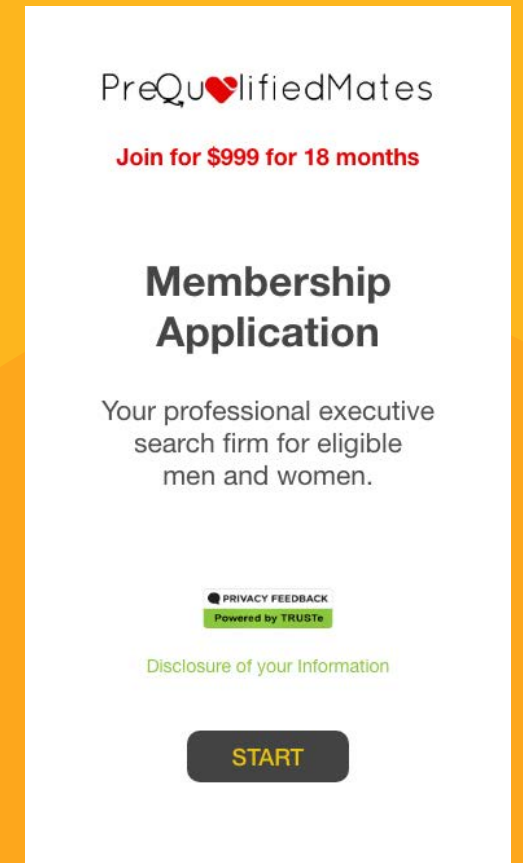 PreQualifiedMates
Join for $999 for 18 months
Membership
Application
Your professional executive
search firm for eligible
men and women.
PRIVACY FEEDBACK
Powered by TRUSTe
Disclosure of your Information
START